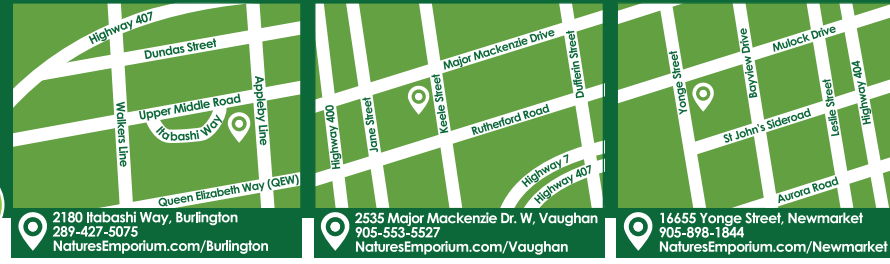 Highway 407
Dundas Street
Upper Middle Road
Itabashi Way
Walkers Line
Appleby Line
Queen Elizabeth Way (QEW)
2180 Itabashi Way, Burlington
289-427-5075
NaturesEmporium.com/Burlington
Major Mackenzie Drive
Dufferin Street
Keele Street
Jane Street
Highway 400
Rutherford Road
Highway 7
Highway 407
2535 Major Mackenzie Dr. W, Vaughan
905-553-5527
NaturesEmporium.com/Vaughan
Mulock Drive
Bayview Drive
Yonge Street
Highway 404
Leslie Street
St John's Sideroad
Aurora Road
16655 Yonge Street, Newmarket
905-898-1844
NaturesEmporium.com/Newmarket